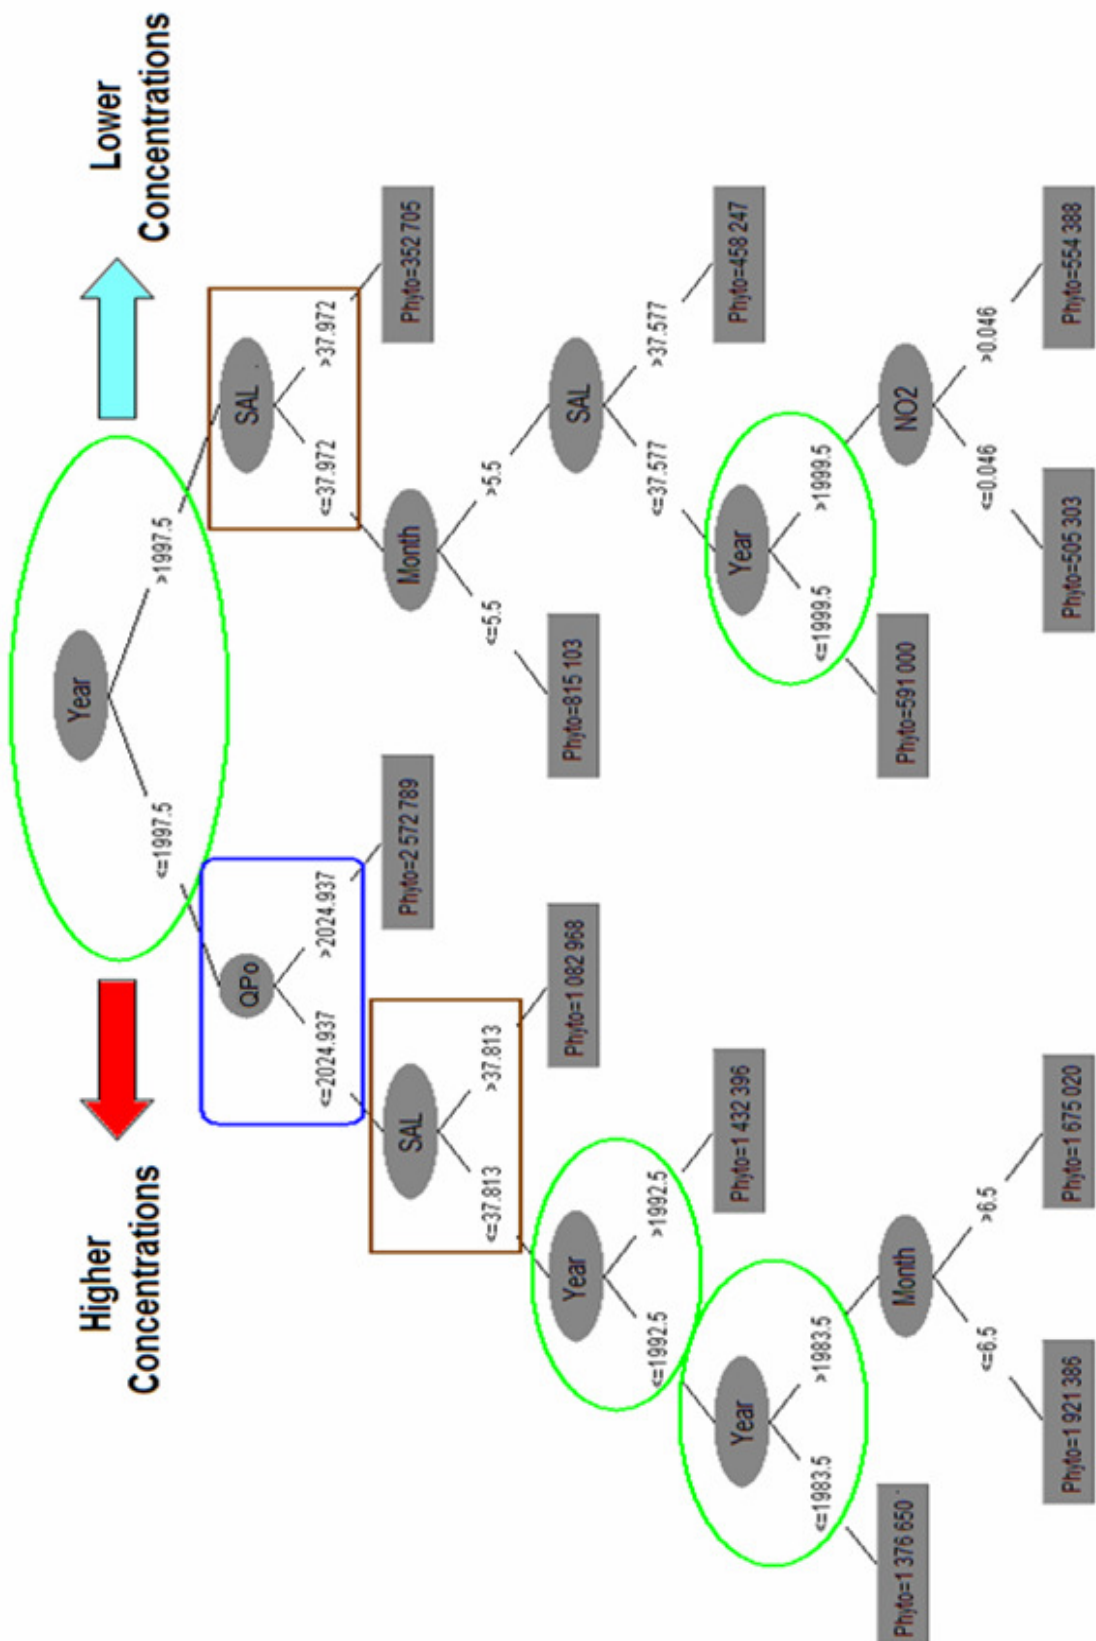 Higher
Concentrations
Lower
Concentrations
Year
<=1997.5
>1997.5
QPo
SAL
<=2024.937
>2024.937
<=37.972
>37.972
SAL
Phyto=2 572 789
Month
Phyto=352 705
<=37.813
>37.813
<=5.5
>5.5
Year
Phyto=1 082 968
Phyto=815 103
SAL
<=1992.5
>1992.5
<=37.577
>37.577
Year
Phyto=1 432 396
Year
Phyto=458 247
<=1983.5
>1983.5
<=1999.5
>1999.5
Phyto=1 376 650
Month
Phyto=591 000
NO2
<=6.5
>6.5
<=0.046
>0.046
Phyto=1 921 386
Phyto=1 675 020
Phyto=505 303
Phyto=554 388